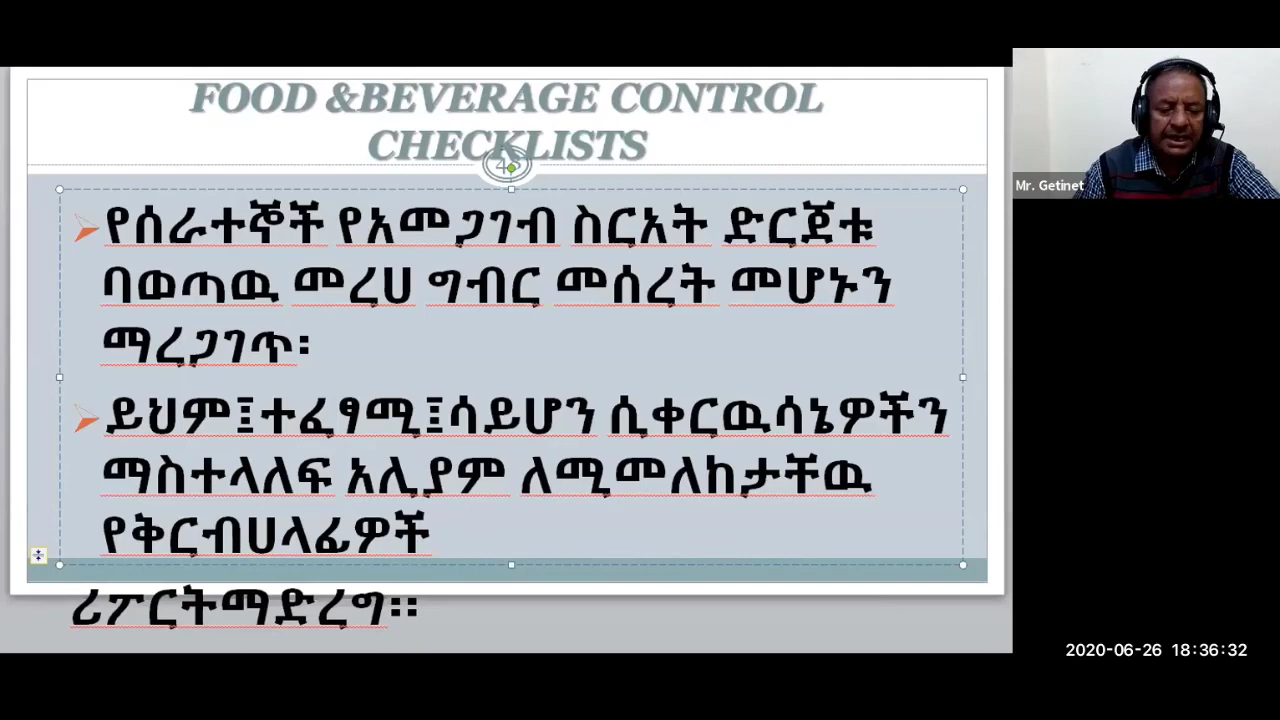 FOOD &BEVERAGE CONTROL
CHECKLISTS
የሰራተኞች የአመጋገብ ስርአት ድርጀቱ
ባወጣዉ መረሀ ግብር መሰረት መሆኑን
ማረጋገጥ፡
ይህም፤ተፈፃሚ፤ሳይሆን ሲቀርዉሳኔዎችን
ማስተላለፍ አሊያም ለሚመለከታቸዉ
የቅርብሀላፊዎች
ሪፖርትማድረግ፡፡
Mr. Getinet
2020-06-26 18:36:32